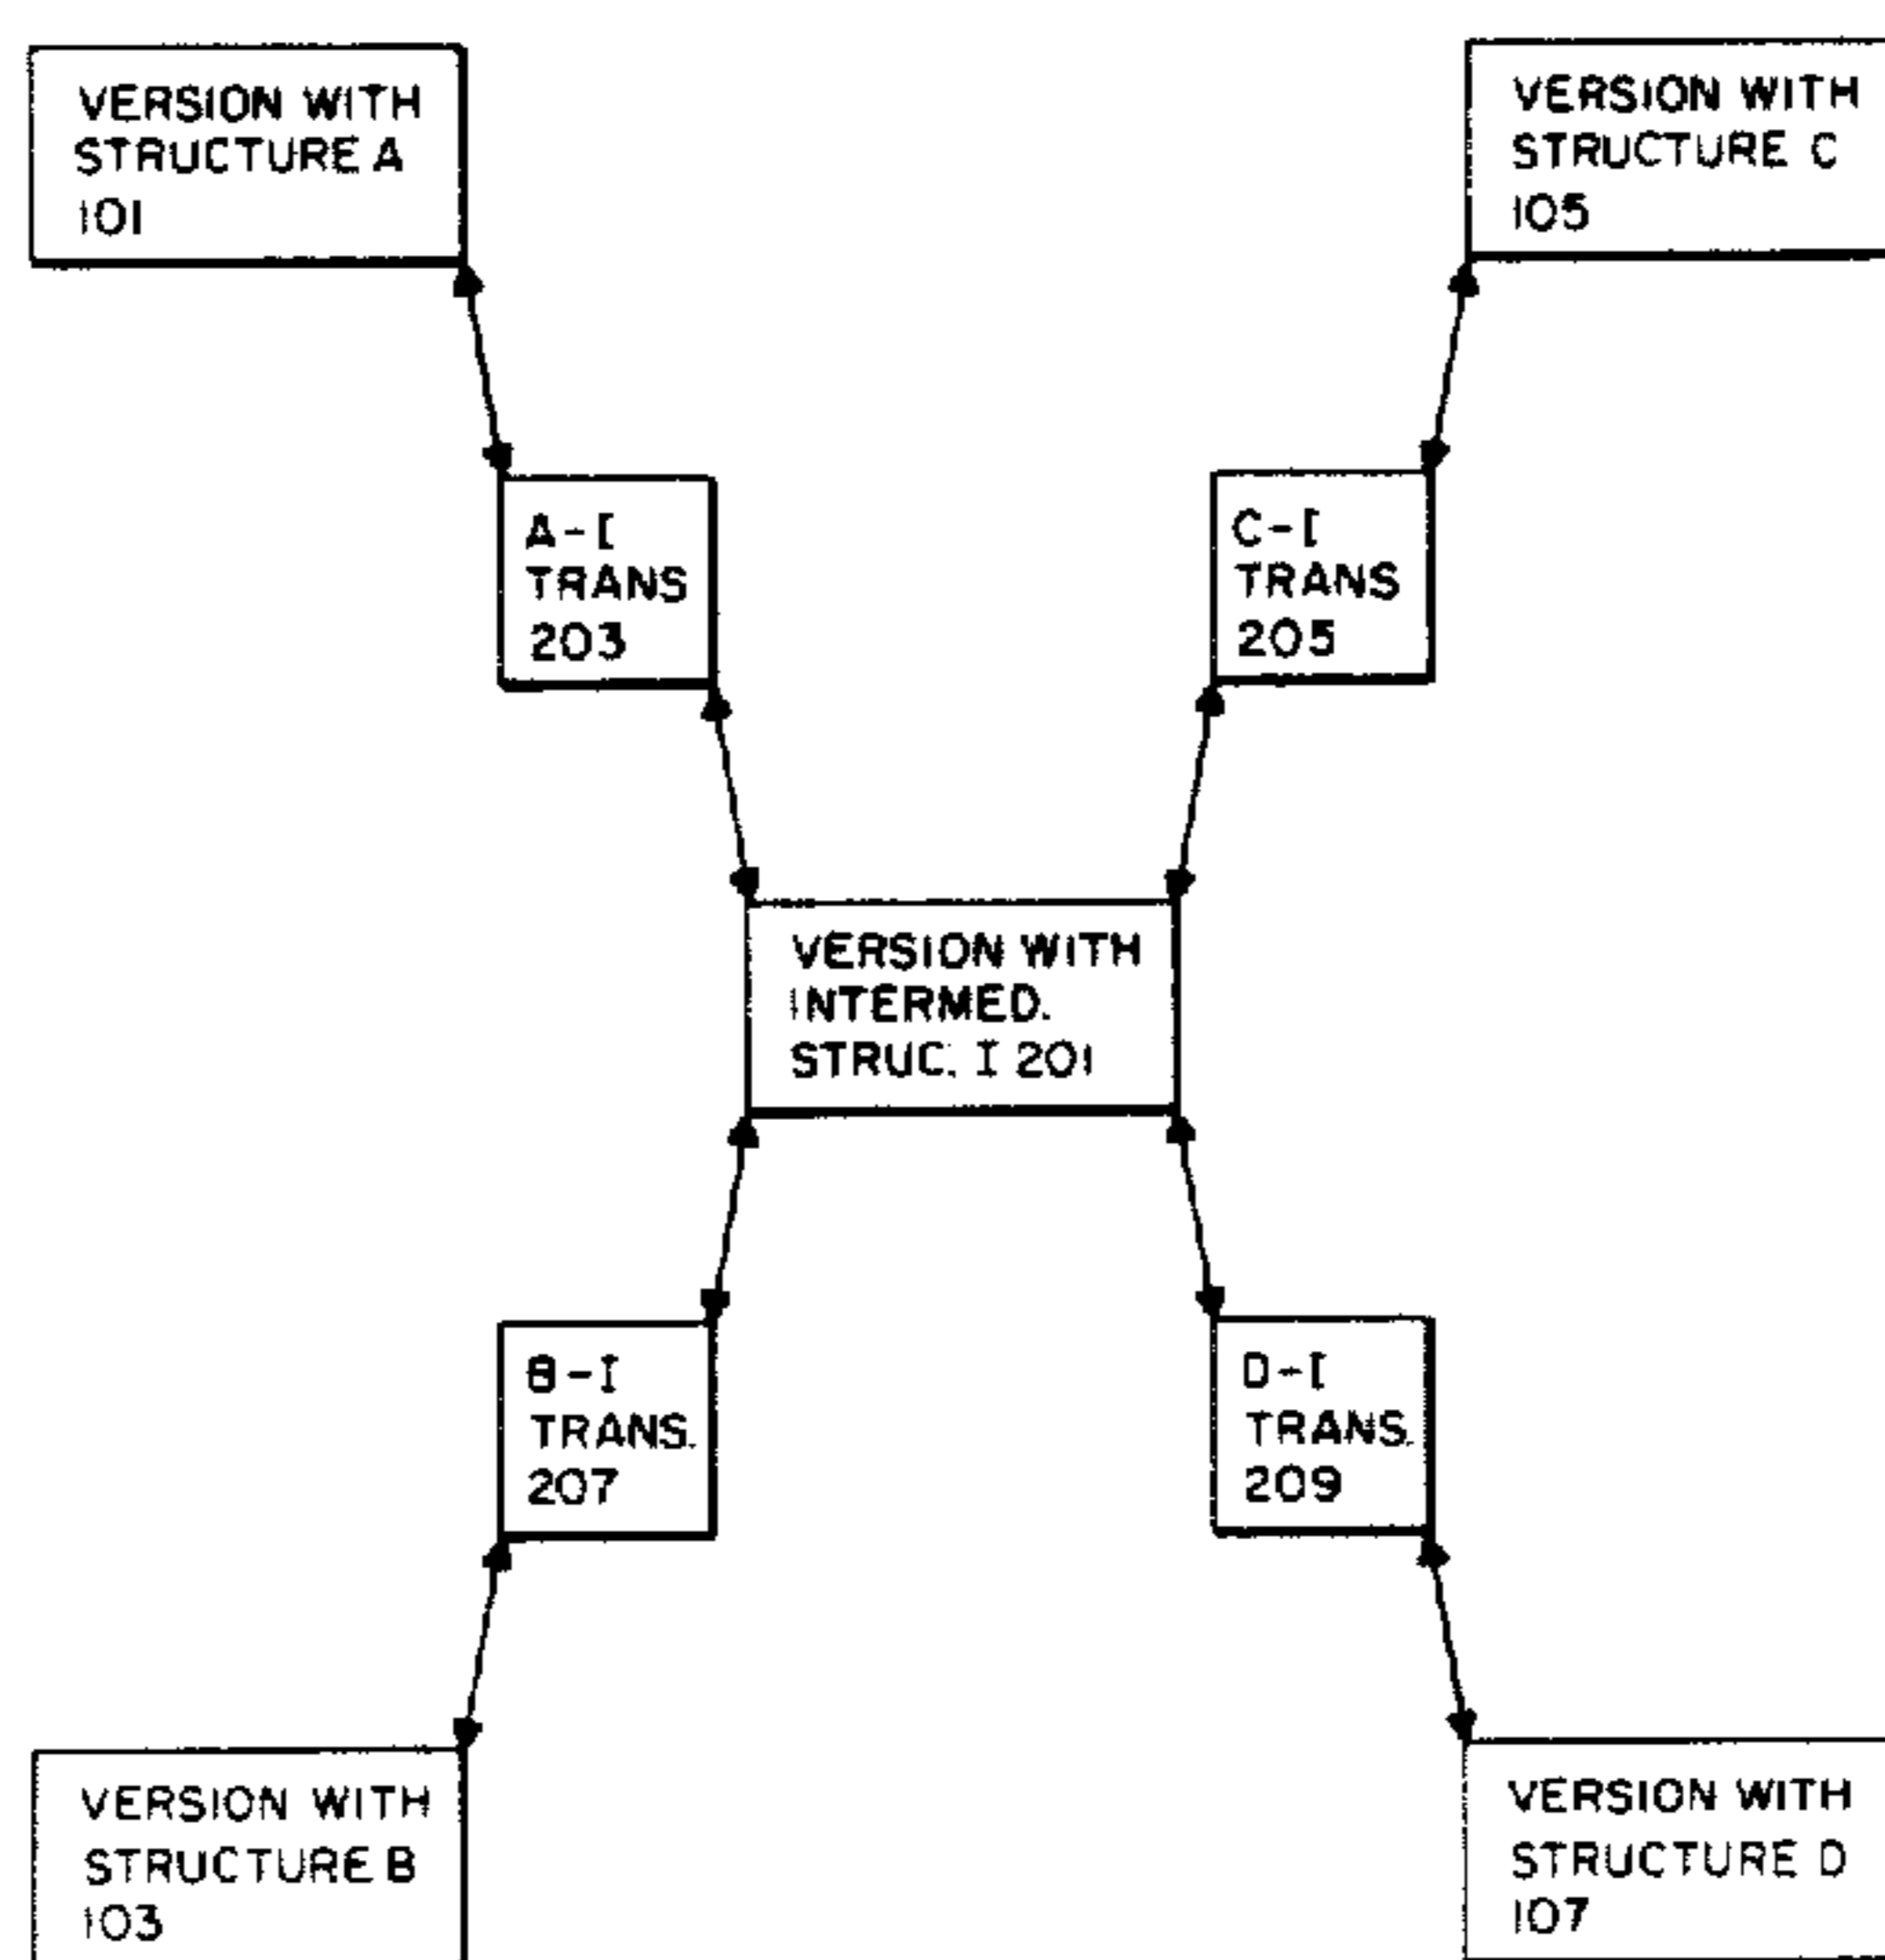 VERSION WITH
STRUCTURE A
101
VERSION WITH
STRUCTURE C
105
A-I
TRANS
203
C-I
TRANS
205
VERSION WITH
INTERMED.
STRUC. I 201
B-I
TRANS.
207
D-I
TRANS.
209
VERSION WITH
STRUCTURE B
103
VERSION WITH
STRUCTURE D
107